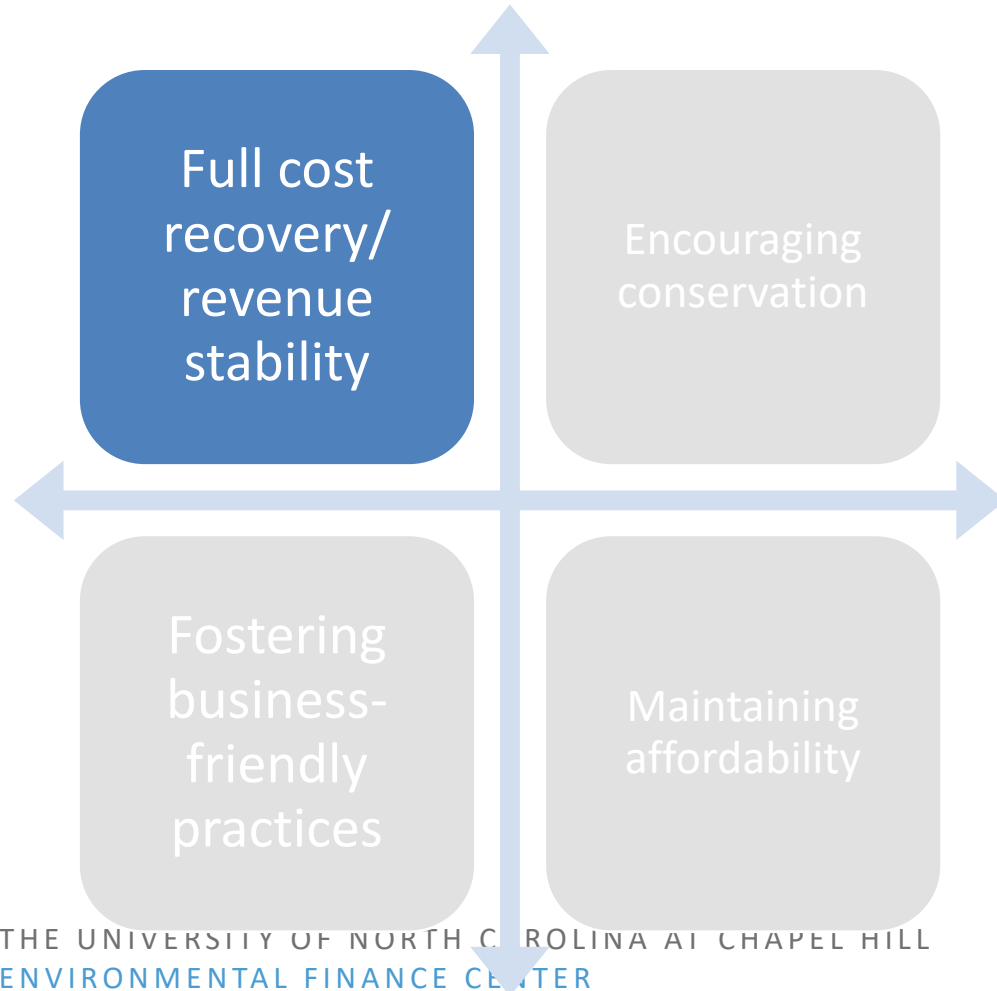 Full cost
recovery/
revenue
stability
Encouraging
conservation
Fostering
business-
friendly
practices
Maintaining
affordability
THE UNIVERSITY OF NORTH CAROLINA AT CHAPEL HILL
ENVIRONMENTAL FINANCE CENTER